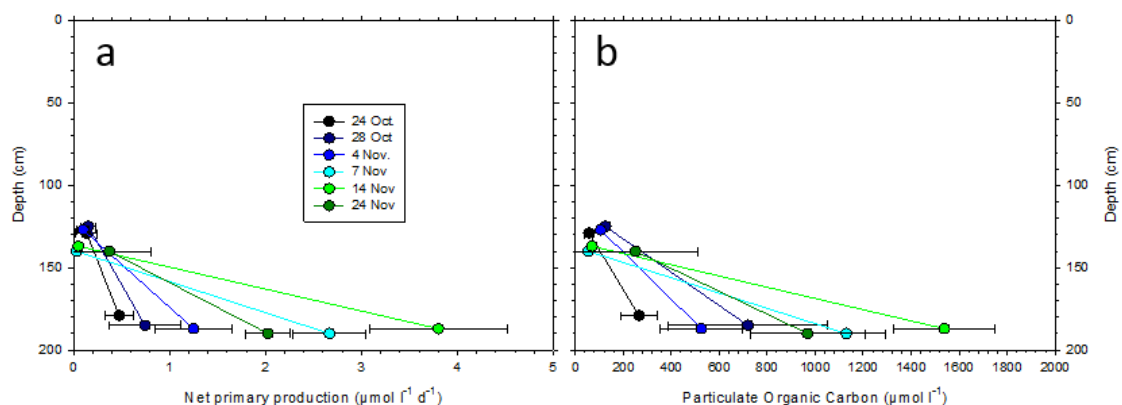 a
b
0
50
100
150
200
Depth (cm)
24 Oct.
28 Oct
4 Nov.
7 Nov
14 Nov
24 Nov
0
1
2
3
4
5
Net primary production (µmol l⁻¹ d⁻¹)
0
200
400
600
800
1000
1200
1400
1600
1800
2000
Particulate Organic Carbon (µmol l⁻¹)
0
50
100
150
200
Depth (cm)